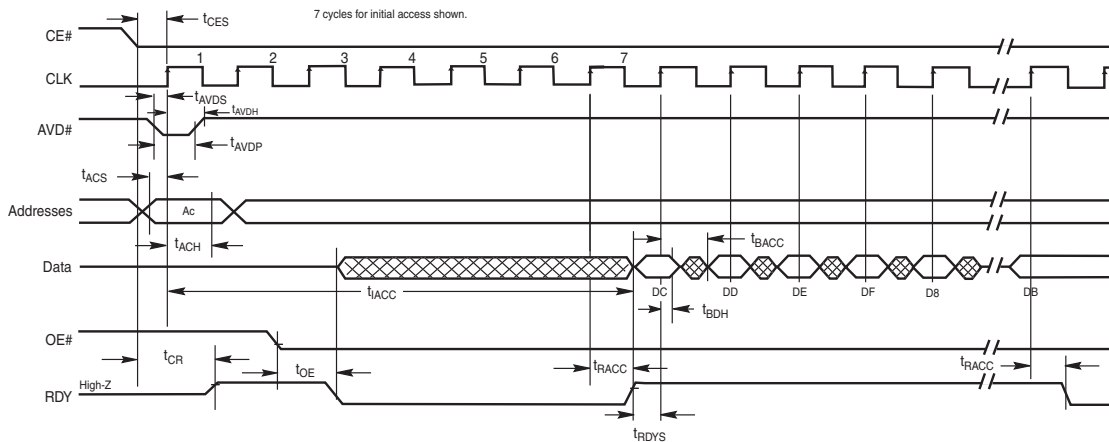 7 cycles for initial access shown.
tCES
CE#
1 2 3 4 5 6 7
CLK
tAVDS
tAVDH
AVD#
tAVDP
tACS
Addresses
Ac
tACH
tBACC
Data
tIACC
DC DD DE DF D8 DB
tBDH
OE#
tCR
tOE
tRACC
tRACC
High-Z
RDY
tRDYS